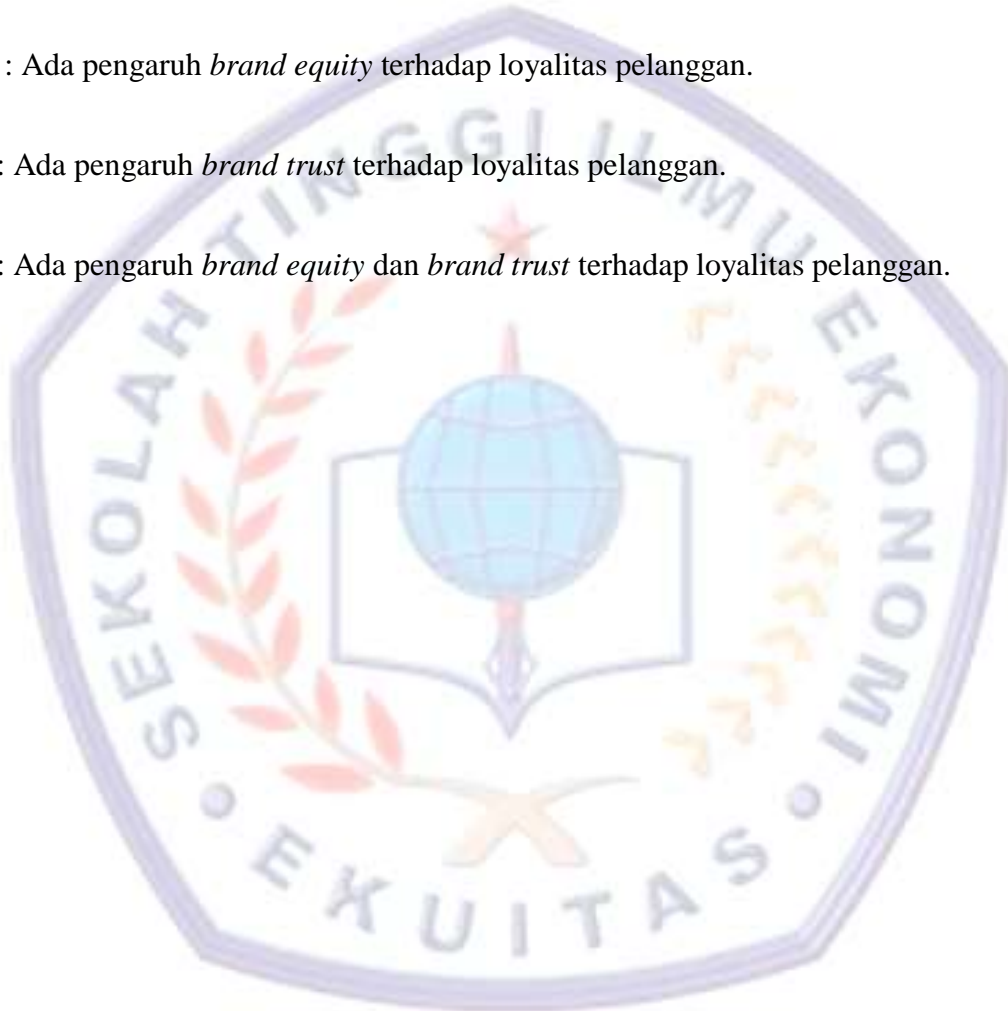 : Ada pengaruh brand equity terhadap loyalitas pelanggan.
: Ada pengaruh brand trust terhadap loyalitas pelanggan.
: Ada pengaruh brand equity dan brand trust terhadap loyalitas pelanggan.
SEKOLAH TINGGI ILMU EKONOMI
• EKUITAS •